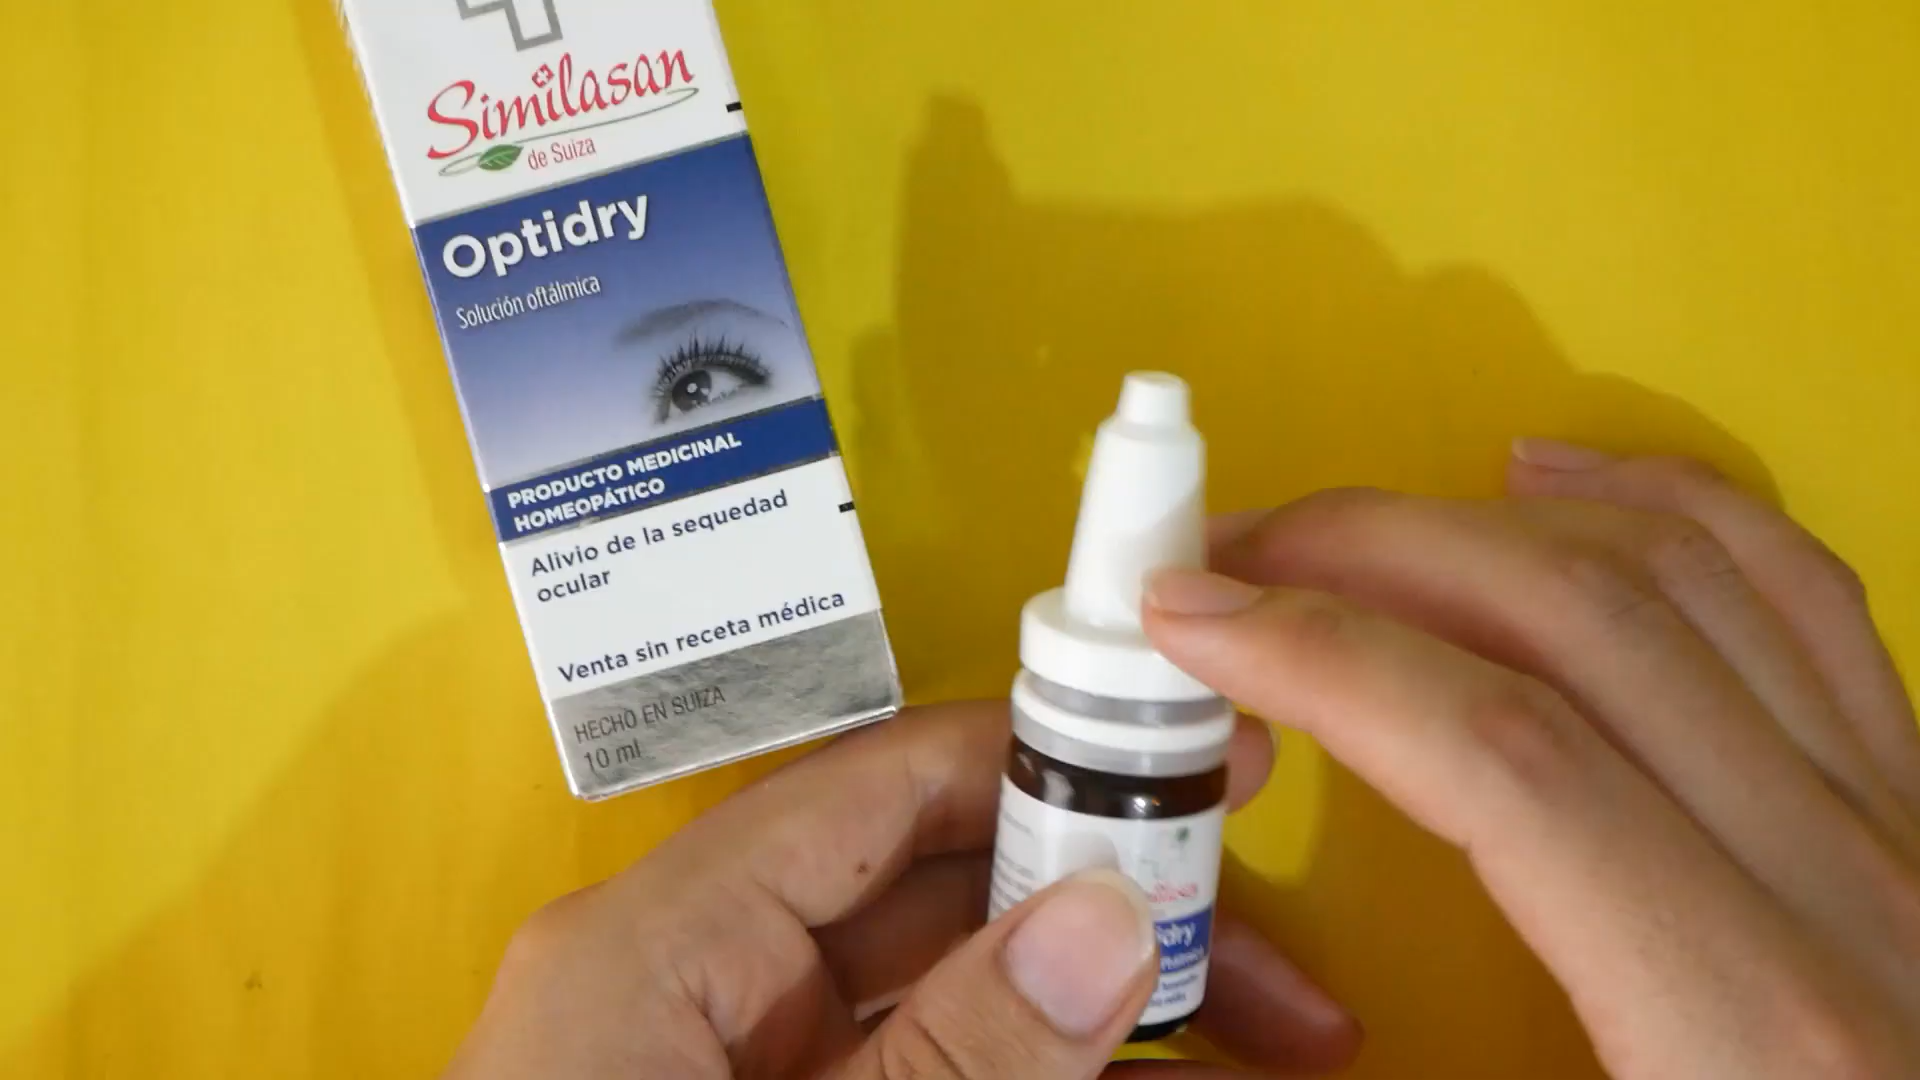 Similasan
de Suiza
Optidry
Solución oftálmica
PRODUCTO MEDICINAL
HOMEOPÁTICO
Alivio de la sequedad
ocular
Venta sin receta médica
HECHO EN SUIZA
10 ml